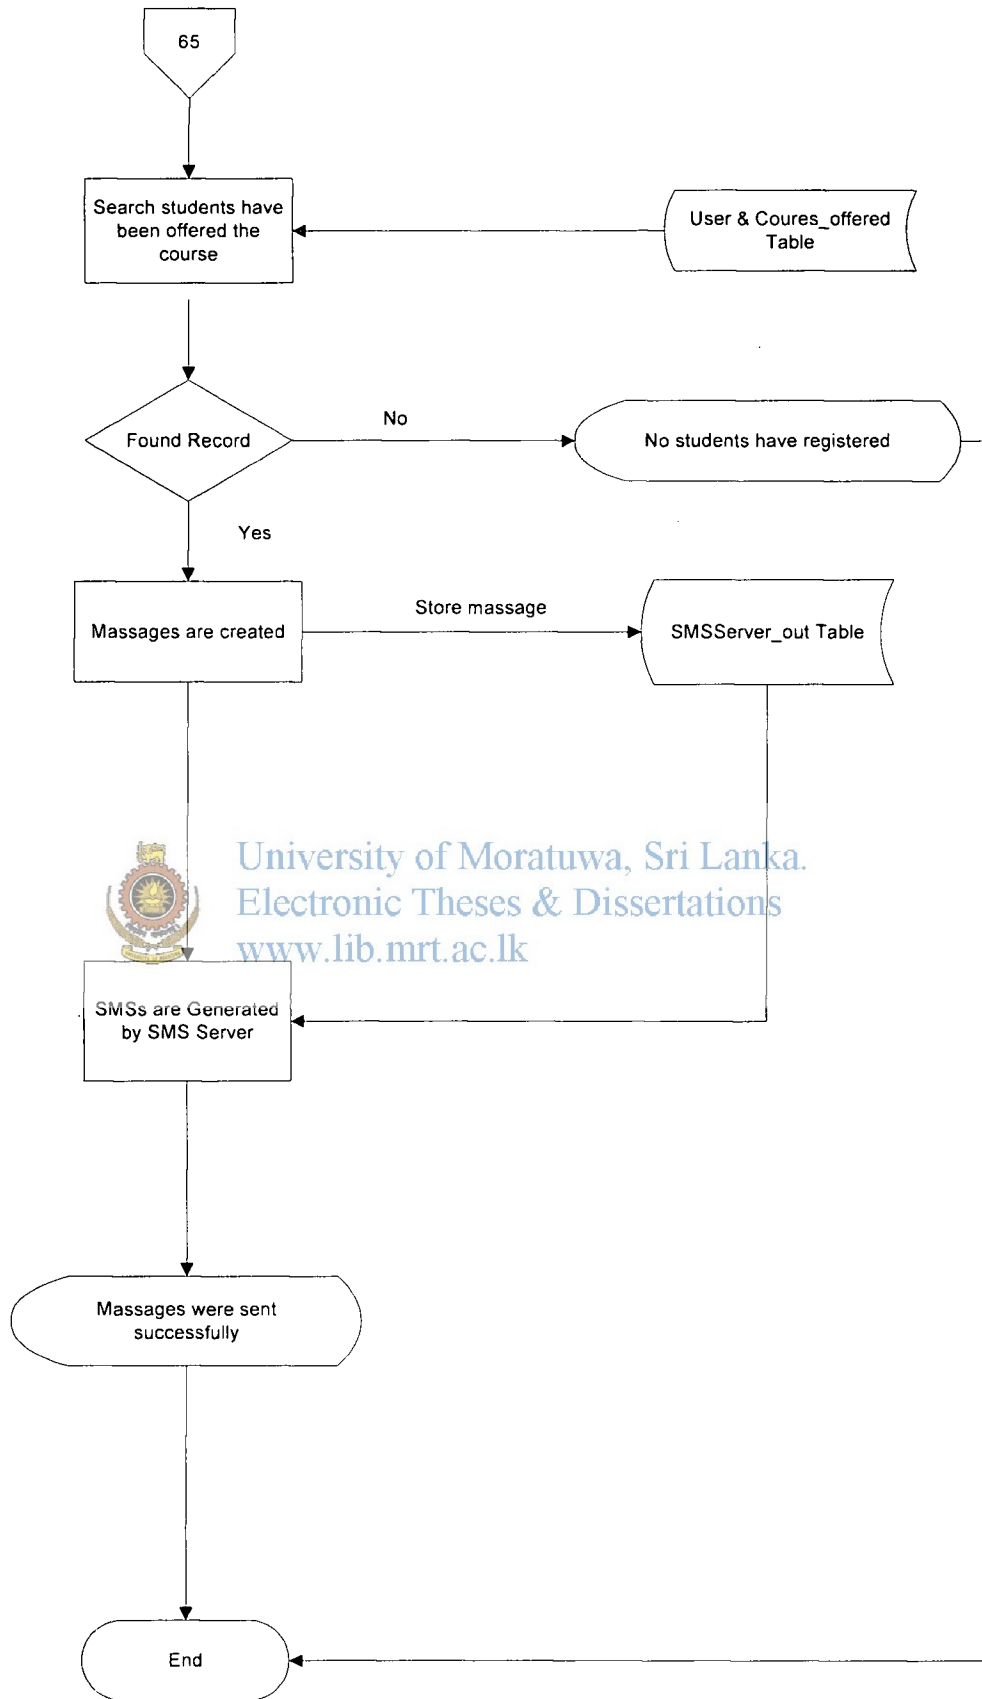 65
Search students have
been offered the
course
User & Coures_offered
Table
Found Record
No
No students have registered
Yes
Massages are created
Store massage
SMSServer_out Table
University of Moratuwa, Sri Lanka.
Electronic Theses & Dissertations
www.lib.mrt.ac.lk
SMSs are Generated
by SMS Server
Massages were sent
successfully
End